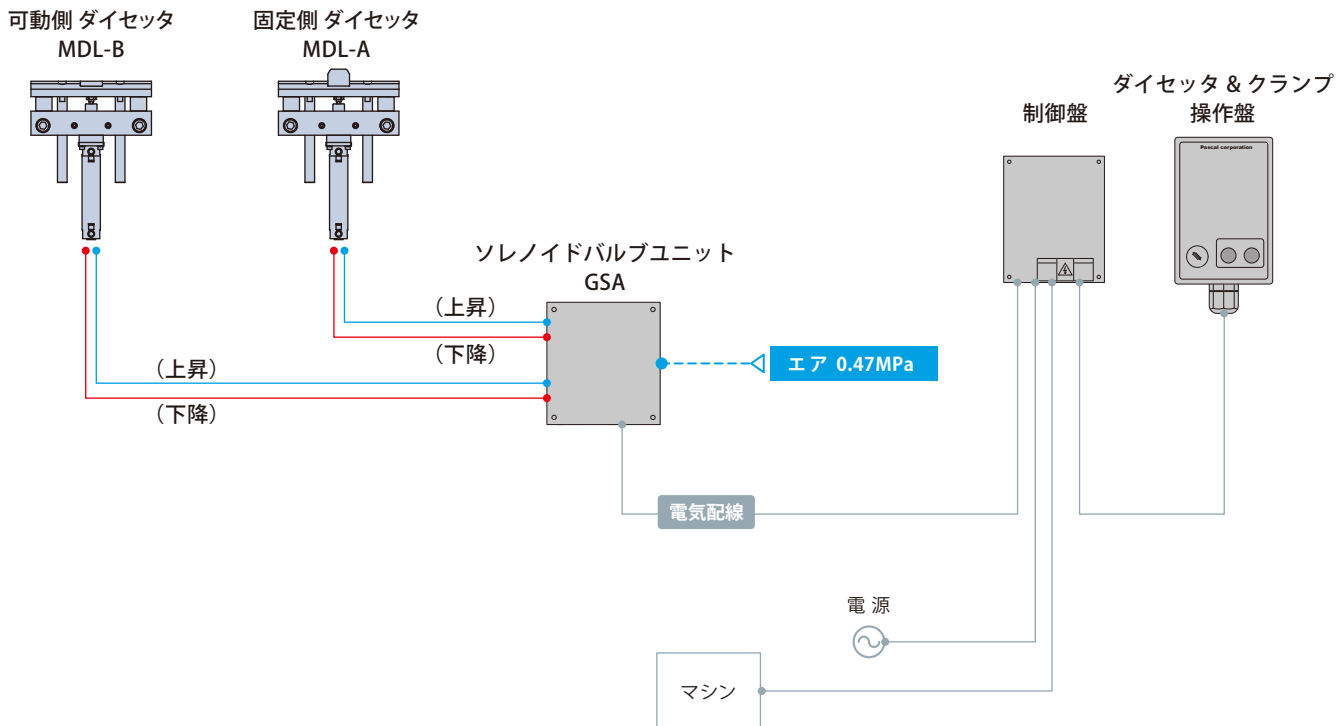 可動側 ダイセッタ
MDL-B
固定側 ダイセッタ
MDL-A
ダイセッタ & クランプ
操作盤
制御盤
Pascal corporation
ソレノイドバルブユニット
GSA
（上昇）
（下降）
エア 0.47MPa
（上昇）
（下降）
電気配線
電 源
マシン